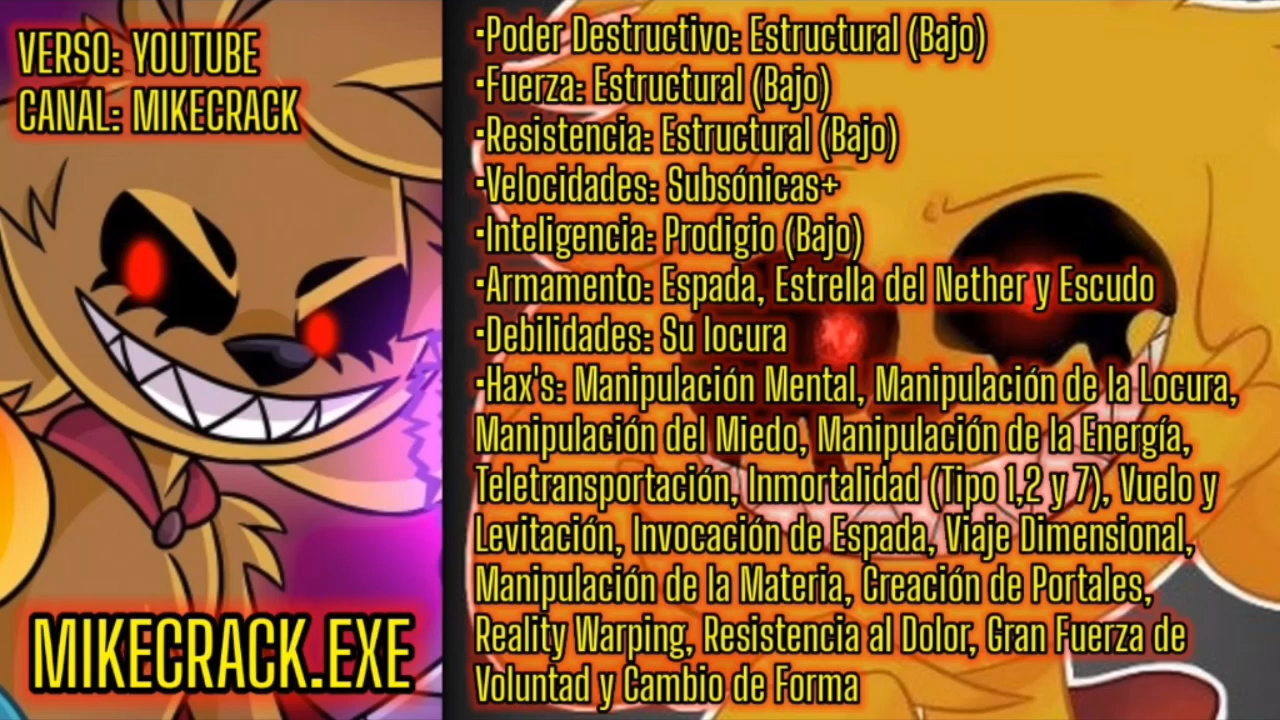 VERSO: YOUTUBE
CANAL: MIKECRACK
MIKECRACK.EXE
•Poder Destructivo: Estructural (Bajo)
•Fuerza: Estructural (Bajo)
•Resistencia: Estructural (Bajo)
•Velocidades: Subsónicas+
•Inteligencia: Prodigio (Bajo)
•Armamento: Espada, Estrella del Nether y Escudo
•Debilidades: Su locura
•Hax's: Manipulación Mental, Manipulación de la Locura,
Manipulación del Miedo, Manipulación de la Energía,
Teletransportación, Inmortalidad (Tipo 1,2 y 7), Vuelo y
Levitación, Invocación de Espada, Viaje Dimensional,
Manipulación de la Materia, Creación de Portales,
Reality Warping, Resistencia al Dolor, Gran Fuerza de
Voluntad y Cambio de Forma